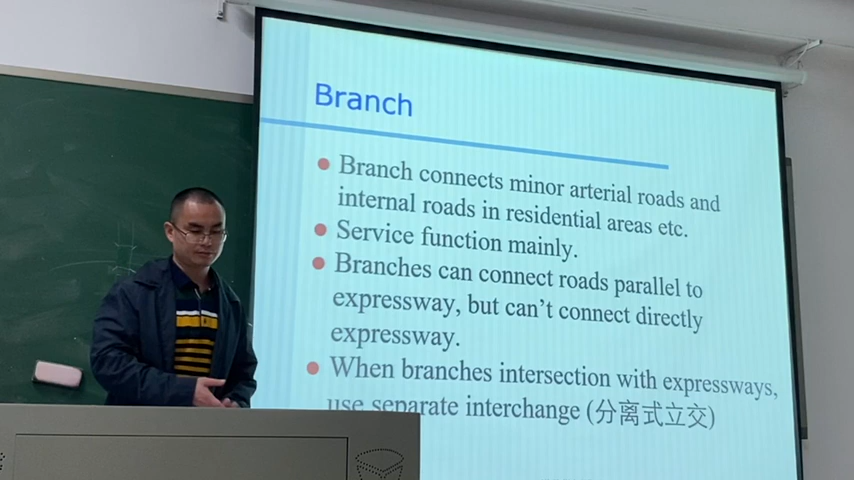 Branch
Branch connects minor arterial roads and
internal roads in residential areas etc.
Service function mainly.
Branches can connect roads parallel to
expressway, but can't connect directly
expressway.
When branches intersection with expressways,
use separate interchange (分离式立交)